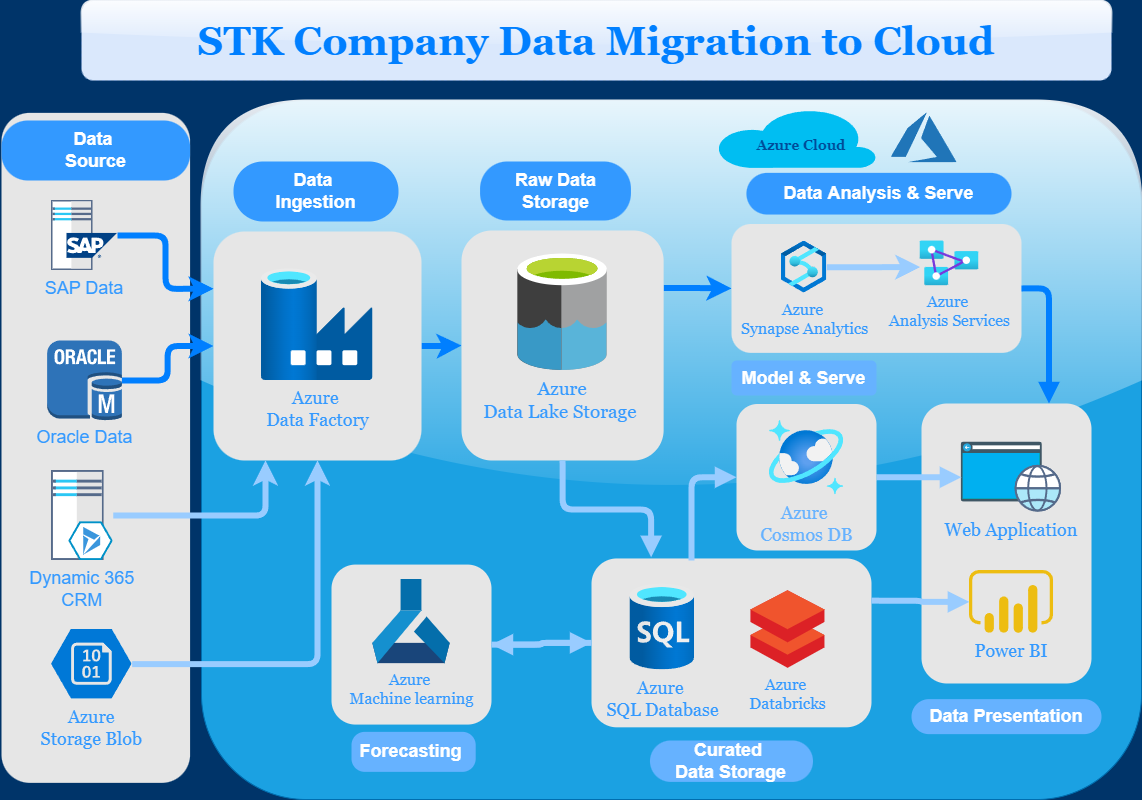 STK Company Data Migration to Cloud
Data
Source
SAP
SAP Data
ORACLE
M
Oracle Data
Dynamic 365
CRM
10
01
Azure
Storage Blob
Data
Ingestion
Azure
Data Factory
Raw Data
Storage
Azure
Data Lake Storage
Azure Cloud
Data Analysis & Serve
Azure
Synapse Analytics
Azure
Analysis Services
Model & Serve
Azure
Cosmos DB
Web Application
Power BI
Data Presentation
Azure
Machine learning
Forecasting
SQL
Azure
SQL Database
Azure
Databricks
Curated
Data Storage